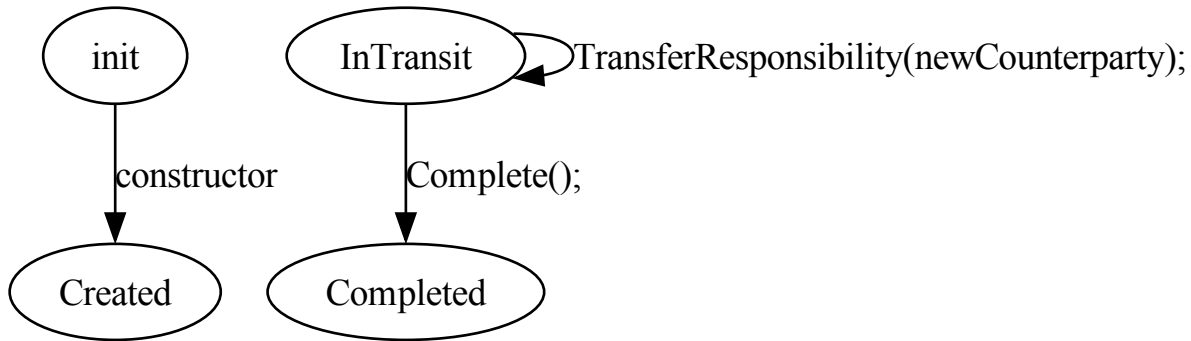 init
InTransit
TransferResponsibility(newCounterparty);
constructor
Complete();
Created
Completed